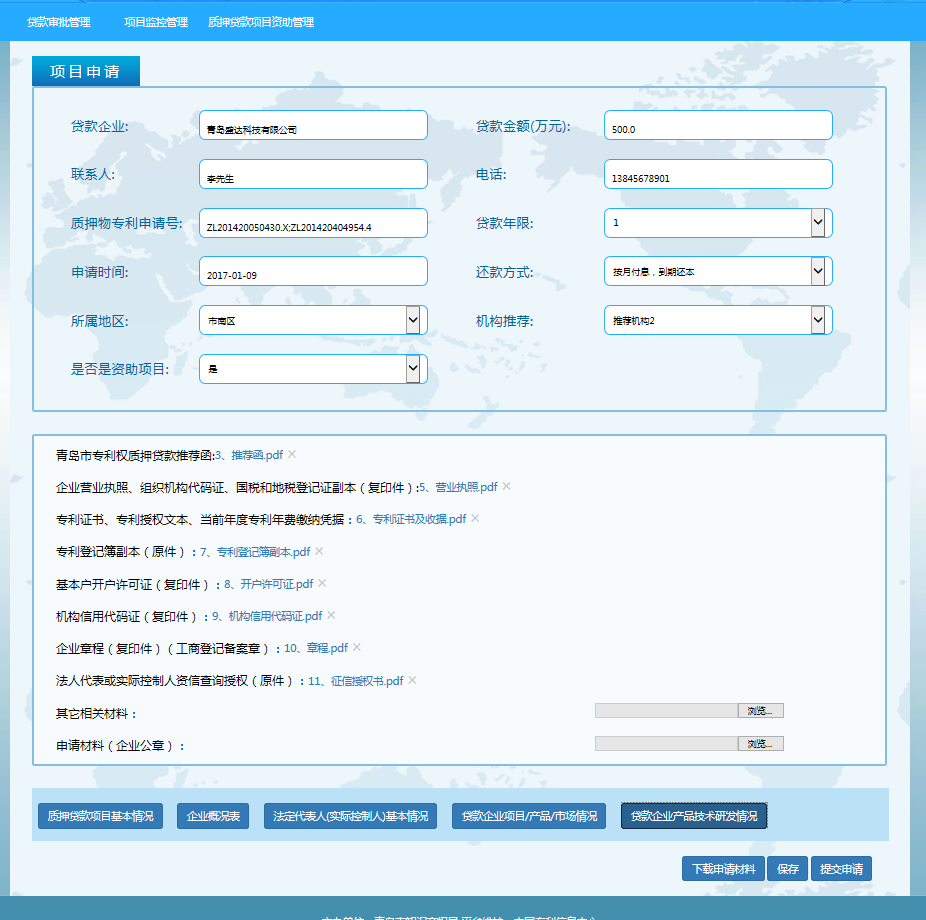 贷款审批管理 项目监控管理 质押贷款项目资助管理
项目申请
贷款企业: 青岛盛达科技有限公司 贷款金额(万元): 500.0
联系人: 李先生 电话: 13845678901
质押物专利申请号: ZL201420050430.X;ZL201420404954.4 贷款年限: 1
申请时间: 2017-01-09 还款方式: 按月付息，到期还本
所属地区: 市南区 机构推荐: 推荐机构2
是否是资助项目: 是
青岛市专利权质押贷款推荐函:3、推荐函.pdf ×
企业营业执照、组织机构代码证、国税和地税登记证副本（复印件）:5、营业执照.pdf ×
专利证书、专利授权文本、当前年度专利年费缴纳凭据：6、专利证书及收据.pdf ×
专利登记簿副本（原件）：7、专利登记簿副本.pdf ×
基本户开户许可证（复印件）：8、开户许可证.pdf ×
机构信用代码证（复印件）：9、机构信用代码证.pdf ×
企业章程（复印件）（工商登记备案章）：10、章程.pdf ×
法人代表或实际控制人资信查询授权（原件）：11、征信授权书.pdf ×
其它相关材料： 浏览...
申请材料（企业公章）： 浏览...
质押贷款项目基本情况 企业概况表 法定代表人(实际控制人)基本情况 贷款企业项目/产品/市场情况 贷款企业产品技术研发情况
下载申请材料 保存 提交申请